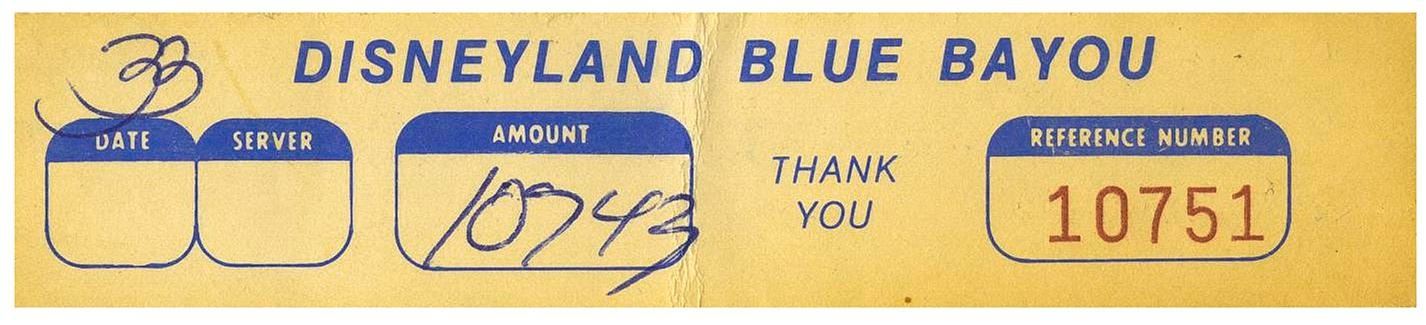 33
DISNEYLAND BLUE BAYOU
DATE SERVER AMOUNT REFERENCE NUMBER
10743
THANK
YOU
10751